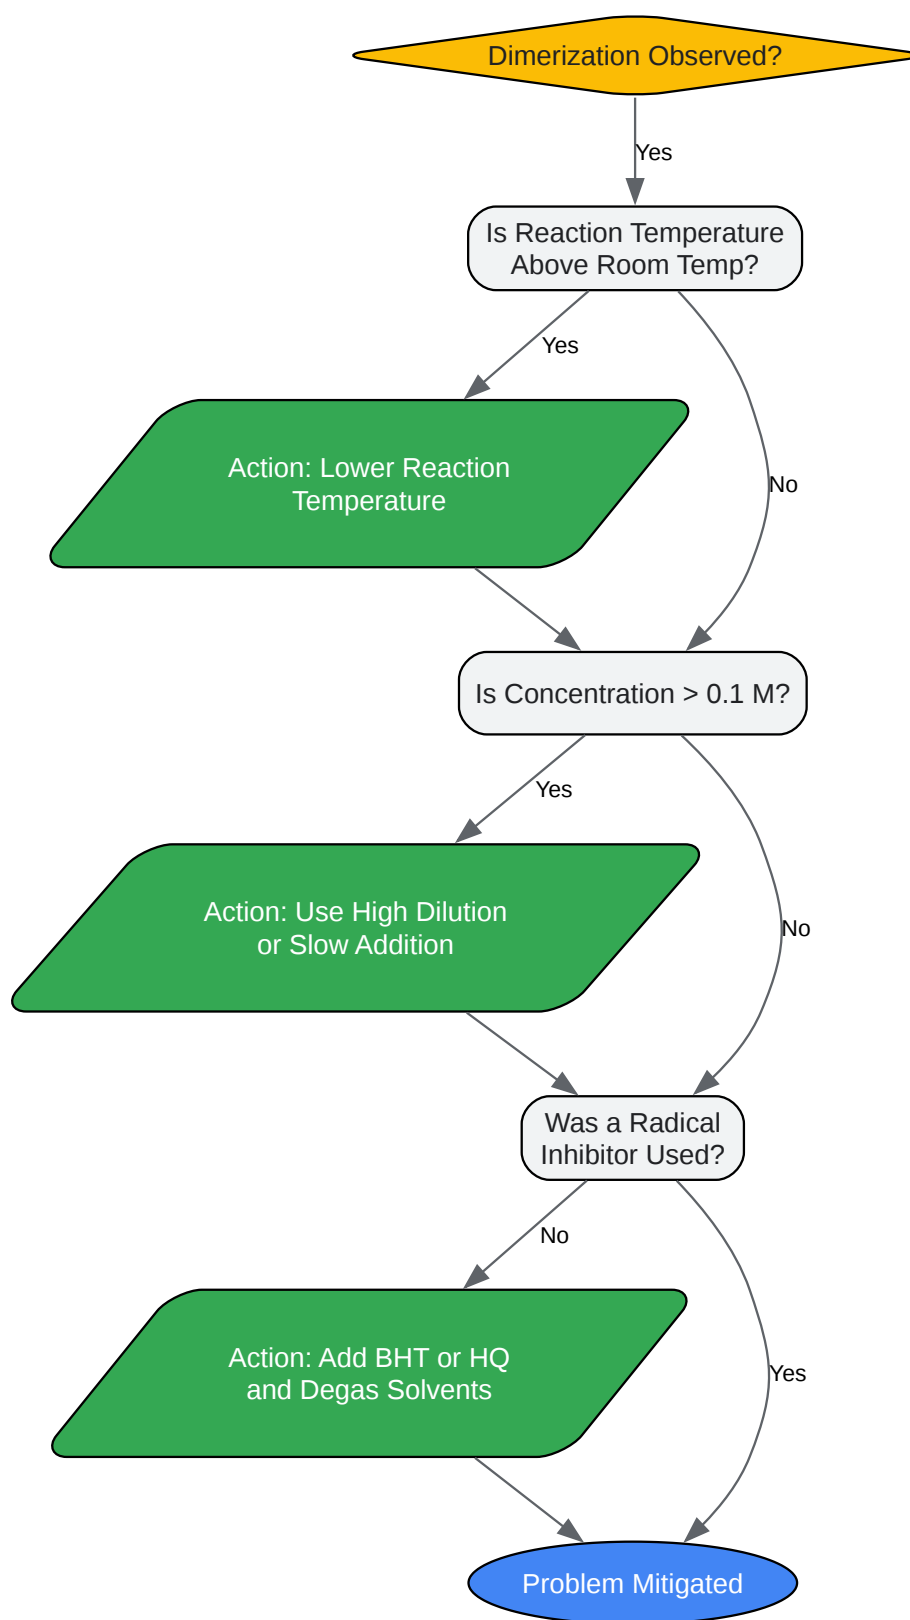 Dimerization Observed?
Yes
Is Reaction Temperature
Above Room Temp?
Yes
Action: Lower Reaction
Temperature
No
Is Concentration > 0.1 M?
Yes
Action: Use High Dilution
or Slow Addition
No
Was a Radical
Inhibitor Used?
No
Action: Add BHT or HQ
and Degas Solvents
Yes
Problem Mitigated